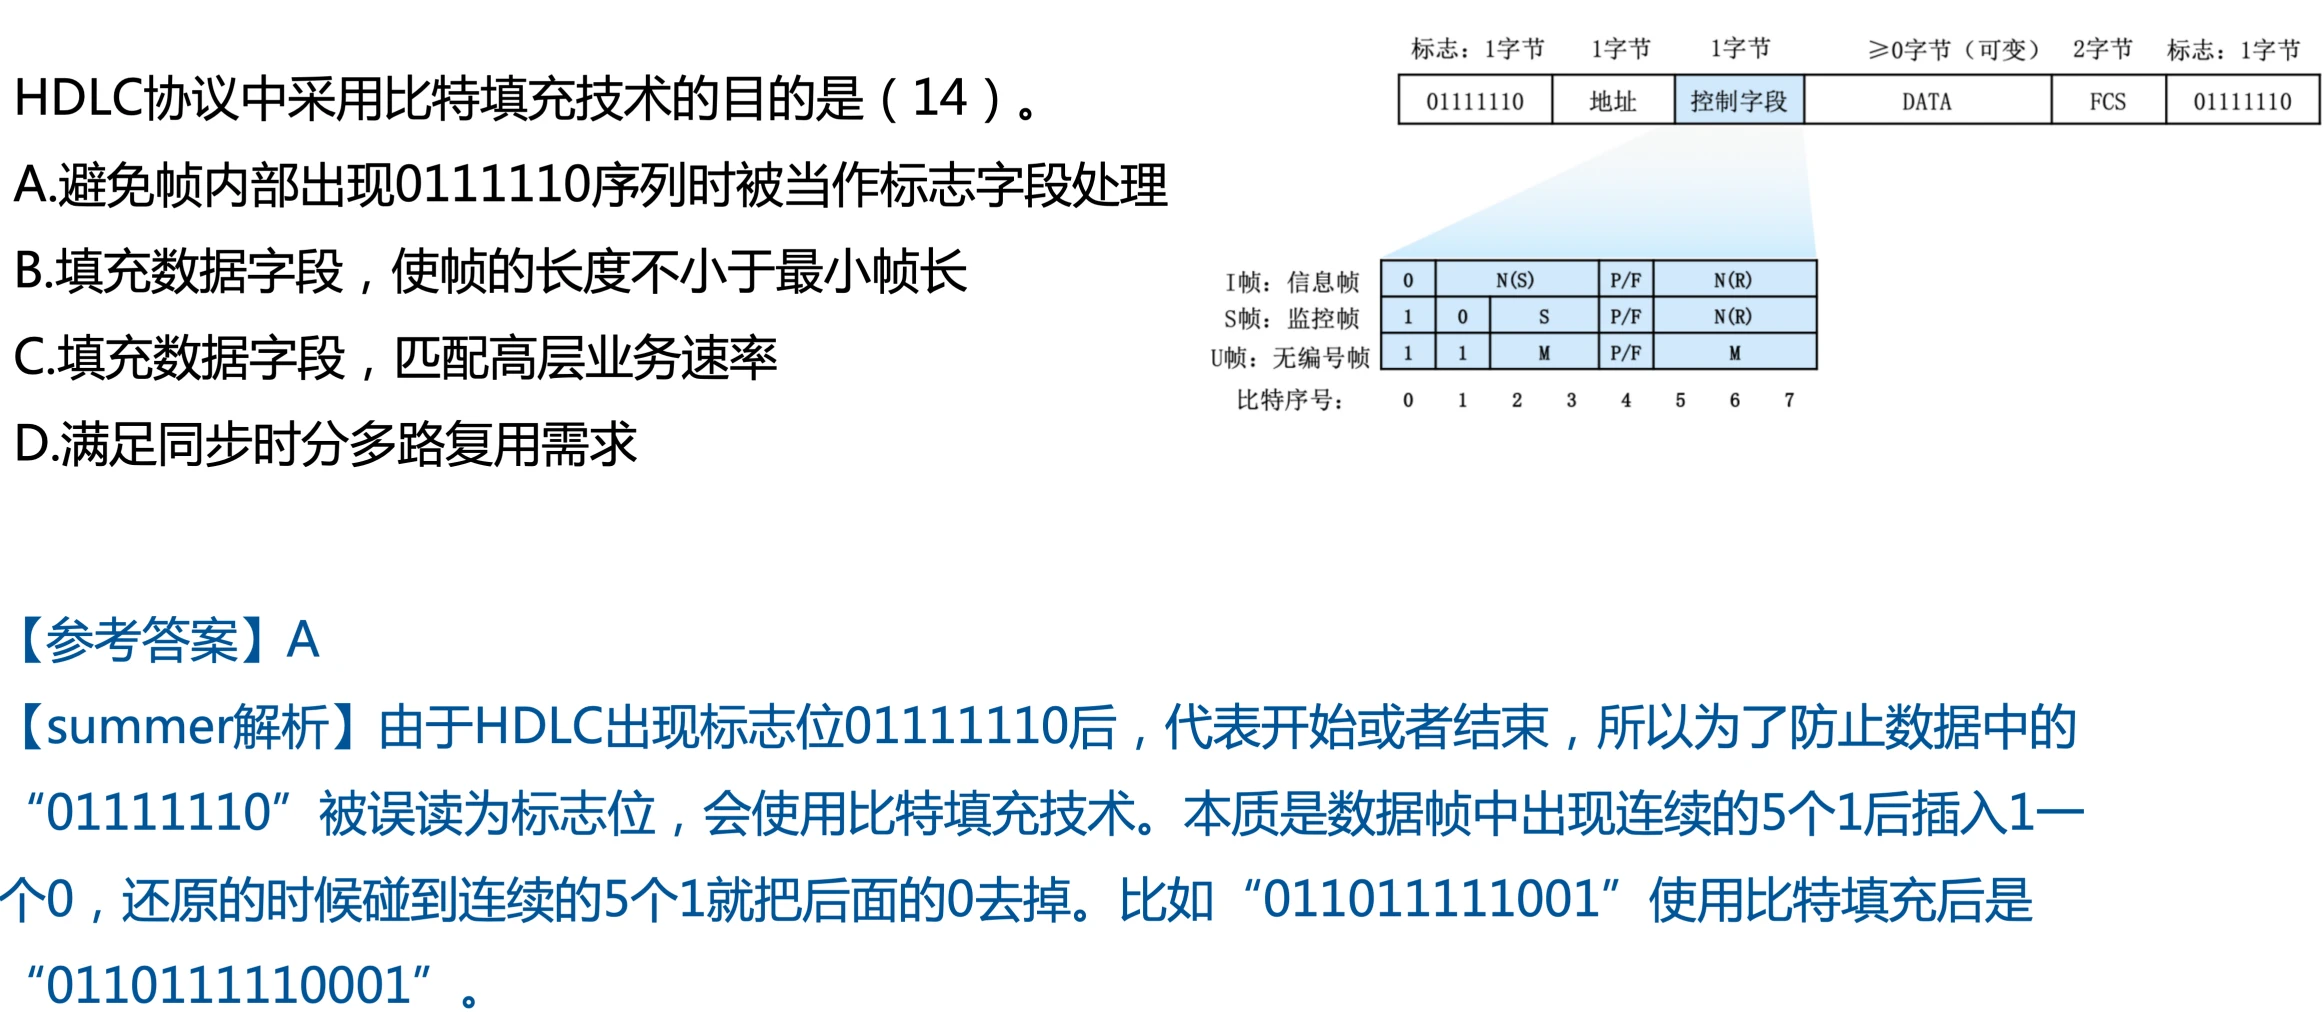 HDLC协议中采用比特填充技术的目的是（14）。
A.避免帧内部出现0111110序列时被当作标志字段处理
B.填充数据字段，使帧的长度不小于最小帧长
C.填充数据字段，匹配高层业务速率
D.满足同步时分多路复用需求
标志：1字节 1字节 1字节 ≥0字节（可变） 2字节 标志：1字节
01111110 地址 控制字段 DATA FCS 01111110
I帧：信息帧 0 N(S) P/F N(R)
S帧：监控帧 1 0 S P/F N(R)
U帧：无编号帧 1 1 M P/F M
比特序号： 0 1 2 3 4 5 6 7
【参考答案】A
【summer解析】由于HDLC出现标志位01111110后，代表开始或者结束，所以为了防止数据中的
“01111110”被误读为标志位，会使用比特填充技术。本质是数据帧中出现连续的5个1后插入1一
个0，还原的时候碰到连续的5个1就把后面的0去掉。比如“011011111001”使用比特填充后是
“0110111110001”。